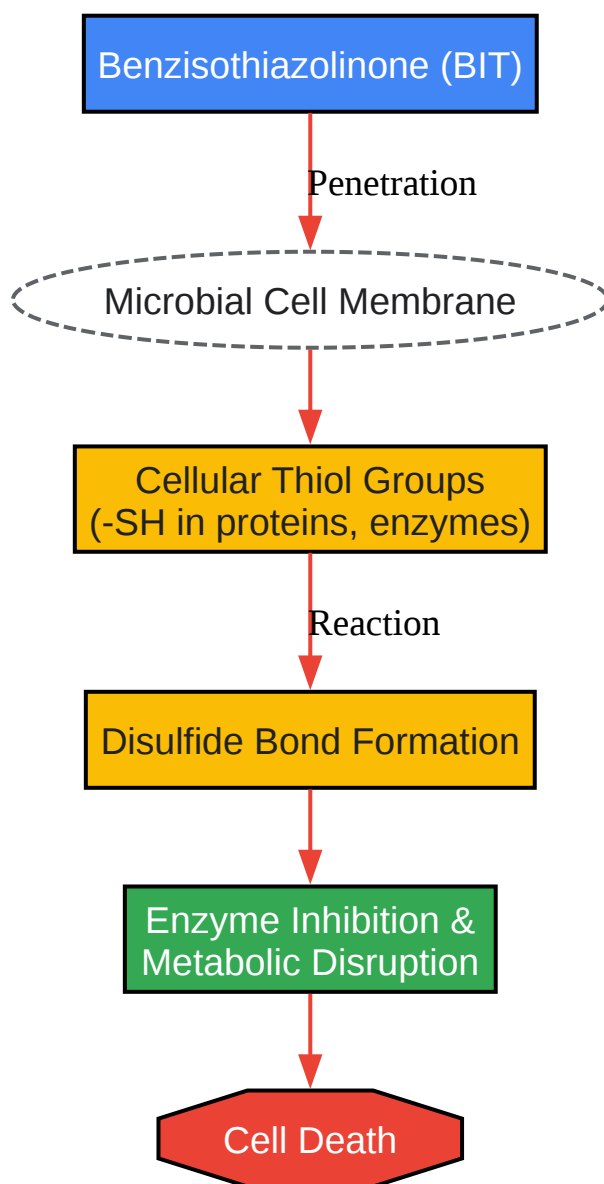 Benzisothiazolinone (BIT)
Penetration
Microbial Cell Membrane
Cellular Thiol Groups
(-SH in proteins, enzymes)
Reaction
Disulfide Bond Formation
Enzyme Inhibition &
Metabolic Disruption
Cell Death